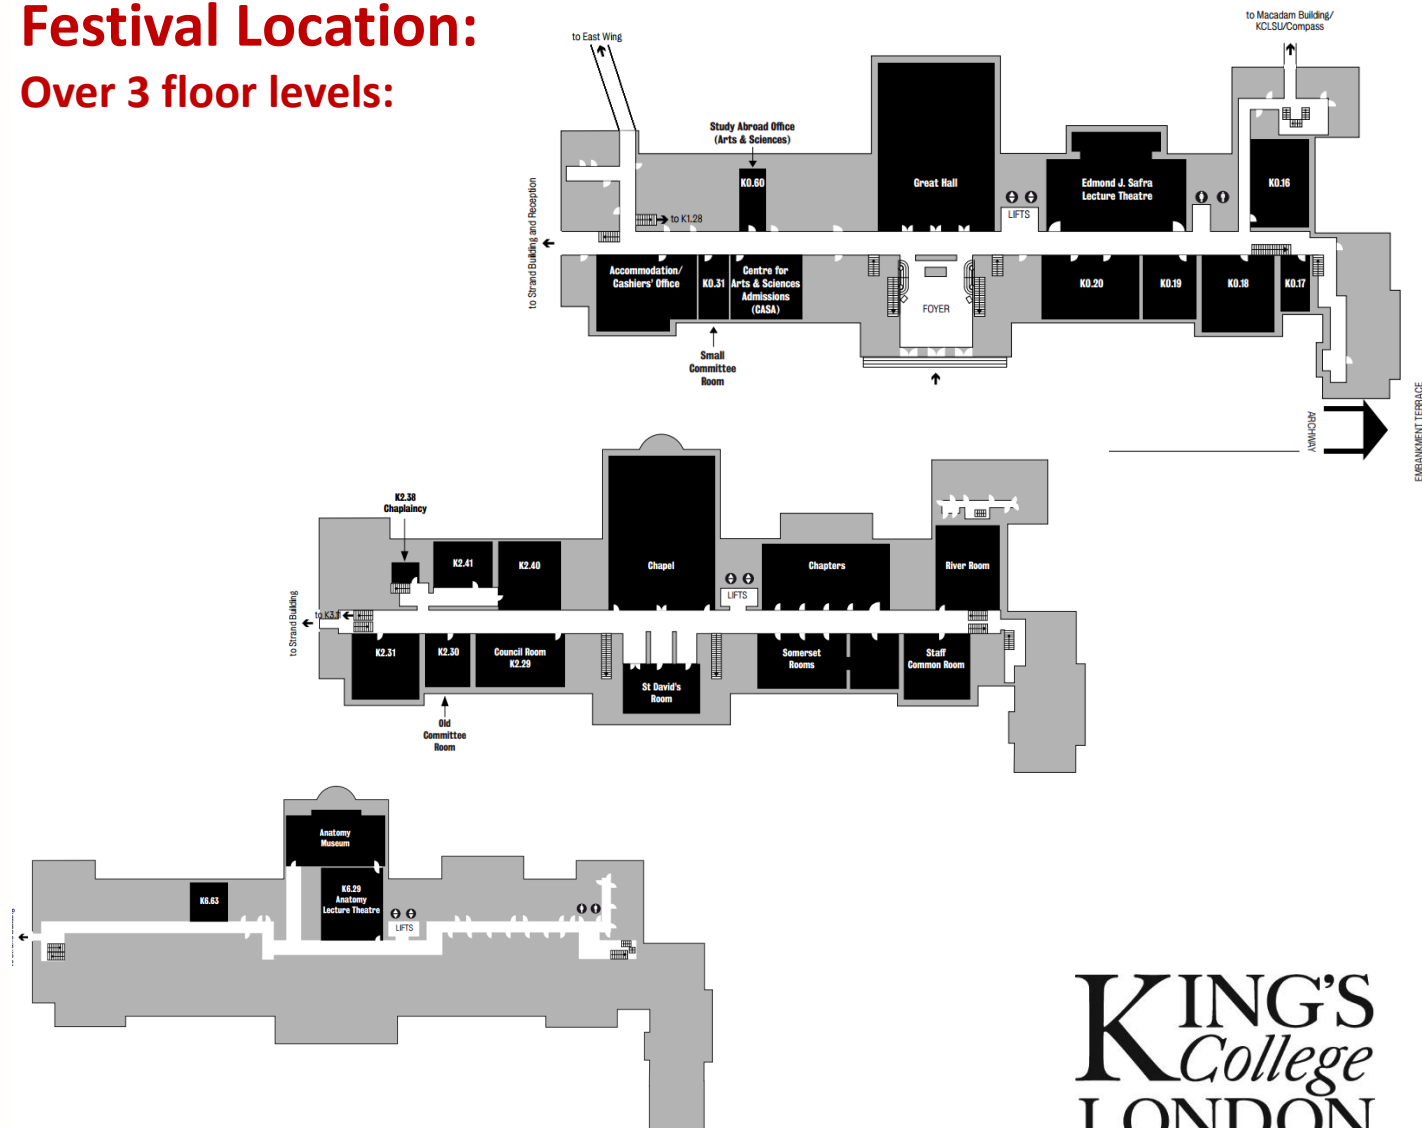 Festival Location:
Over 3 floor levels:
to Macadam Building/
KCLSU/Compass
to East Wing
Study Abroad Office
(Arts & Sciences)
K0.60
Great Hall
Edmond J. Safra
Lecture Theatre
K0.16
LIFTS
to K1.28
to Strand Building and Reception
Accommodation/
Cashiers' Office
K0.31
Centre for
Arts & Sciences
Admissions
(CASA)
FOYER
K0.20
K0.19
K0.18
K0.17
Small
Committee
Room
ARCHWAY
EMBANKMENT TERRACE
K2.38
Chaplaincy
K2.41
K2.40
Chapel
Chapters
River Room
LIFTS
to Strand Building
K2.31
K2.30
Council Room
K2.29
St David's
Room
Somerset
Rooms
Staff
Common Room
Old
Committee
Room
Anatomy
Museum
K6.63
K6.29
Anatomy
Lecture Theatre
LIFTS
KING'S
College
LONDON